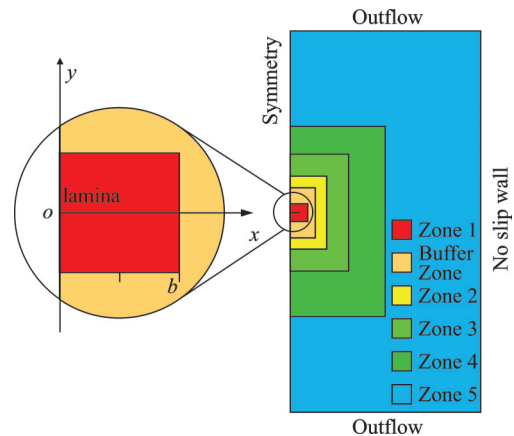 Outflow
Symmetry
y
lamina
o
x
b
No slip wall
Zone 1
Buffer
Zone
Zone 2
Zone 3
Zone 4
Zone 5
Outflow